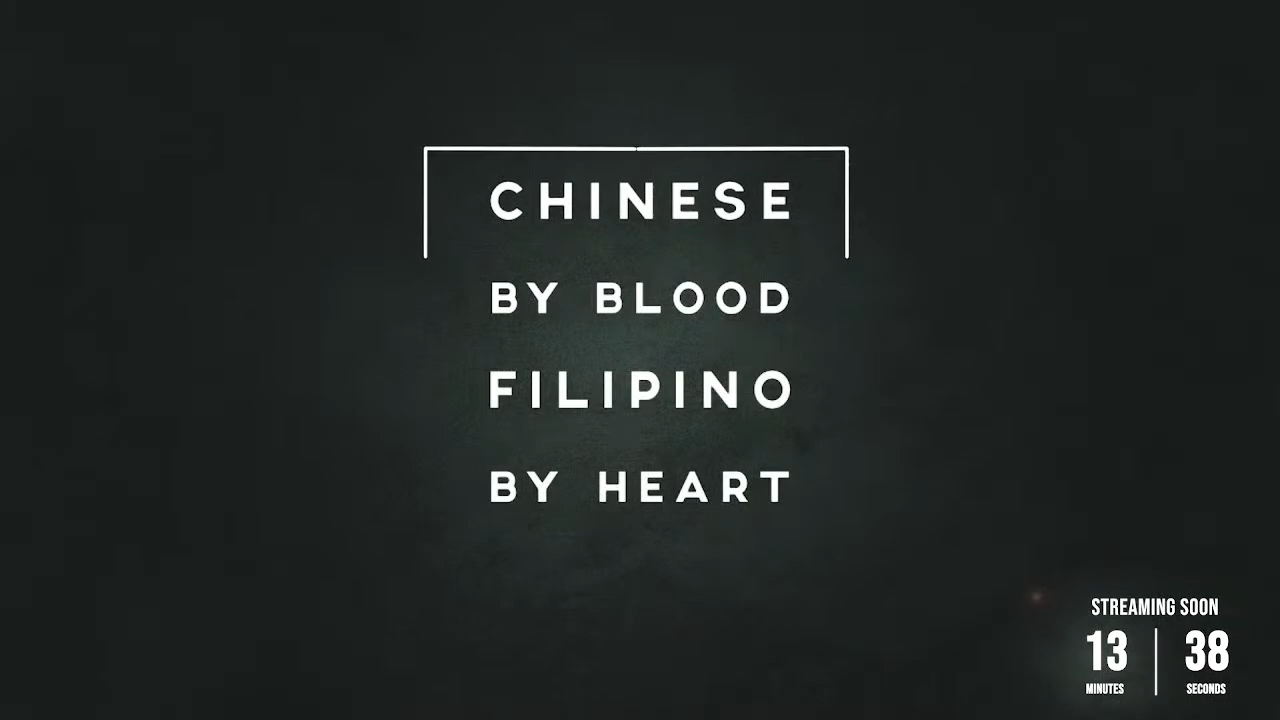 CHINESE
BY BLOOD
FILIPINO
BY HEART
STREAMING SOON
13 38
MINUTES SECONDS